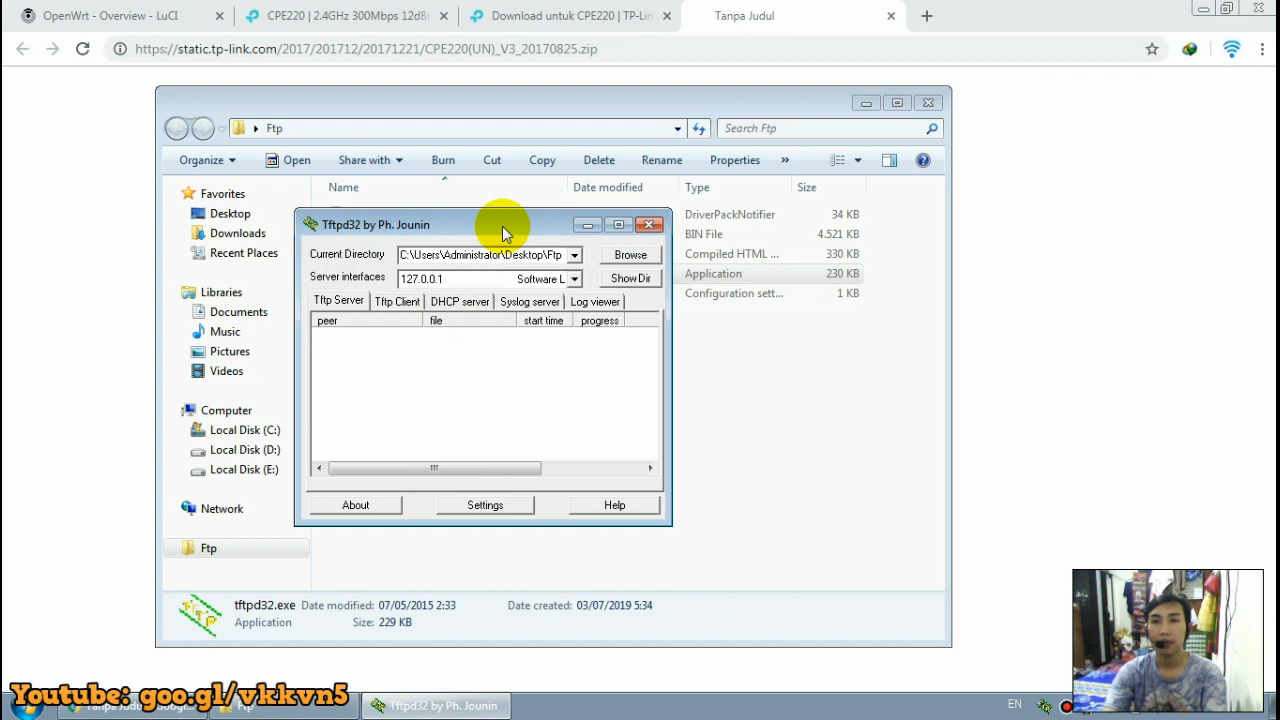 OpenWrt - Overview - LuCI
CPE220 | 2.4GHz 300Mbps 12dBi
Download untuk CPE220 | TP-Lin
Tanpa Judul
https://static.tp-link.com/2017/201712/20171221/CPE220(UN)_V3_20170825.zip
Ftp
Search Ftp
Organize
Open
Share with
Burn
Cut
Copy
Delete
Rename
Properties
»
Favorites
Desktop
Downloads
Recent Places
Libraries
Documents
Music
Pictures
Videos
Computer
Local Disk (C:)
Local Disk (D:)
Local Disk (E:)
Network
Ftp
Name
Date modified
Type
Size
DriverPackNotifier
34 KB
BIN File
4.521 KB
Compiled HTML ...
330 KB
Application
230 KB
Configuration sett...
1 KB
Tftpd32 by Ph. Jounin
Current Directory
C:\Users\Administrator\Desktop\Ftp
Browse
Server interfaces
127.0.0.1
Software L
Show Dir
Tftp Server
Tftp Client
DHCP server
Syslog server
Log viewer
peer
file
start time
progress
About
Settings
Help
tftpd32.exe
Date modified: 07/05/2015 2:33
Date created: 03/07/2019 5:34
Application
Size: 229 KB
Youtube: goo.gl/vkkvn5
Tftpd32 by Ph. Jounin
EN